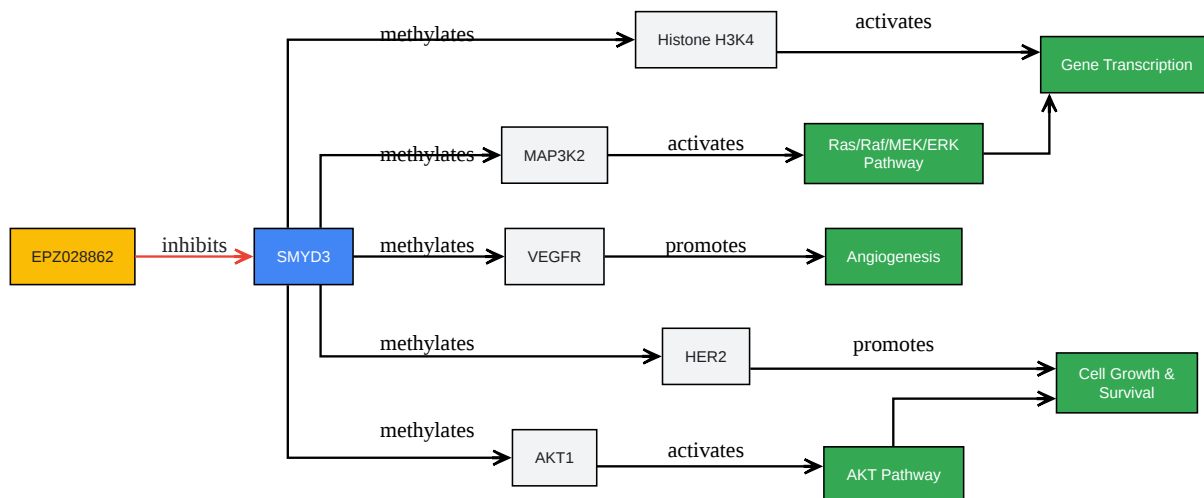 methylates
Histone H3K4
activates
Gene Transcription
methylates
MAP3K2
activates
Ras/Raf/MEK/ERK
Pathway
EPZ028862
inhibits
SMYD3
methylates
VEGFR
promotes
Angiogenesis
methylates
HER2
promotes
Cell Growth &
Survival
methylates
AKT1
activates
AKT Pathway